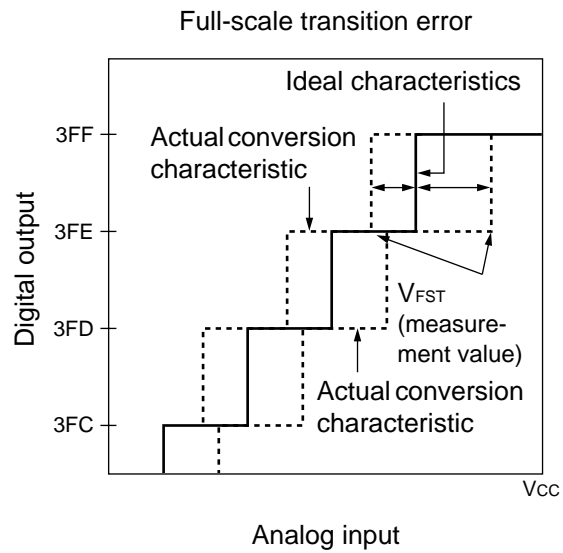 Full-scale transition error
Ideal characteristics
3FF
Actual conversion
characteristic
3FE
Digital output
VFST
(measure-
ment value)
3FD
Actual conversion
characteristic
3FC
VCC
Analog input